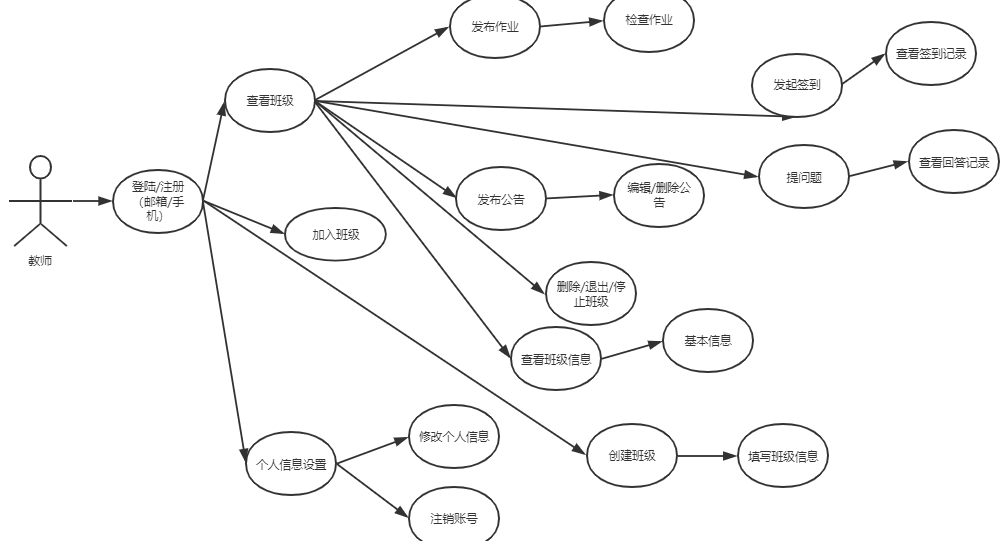 发布作业
检查作业
查看签到记录
发起签到
查看班级
查看回答记录
提问题
登陆/注册
（邮箱/手
机）
编辑/删除公
告
发布公告
加入班级
教师
删除/退出/停
止班级
基本信息
查看班级信息
修改个人信息
创建班级
填写班级信息
个人信息设置
注销账号